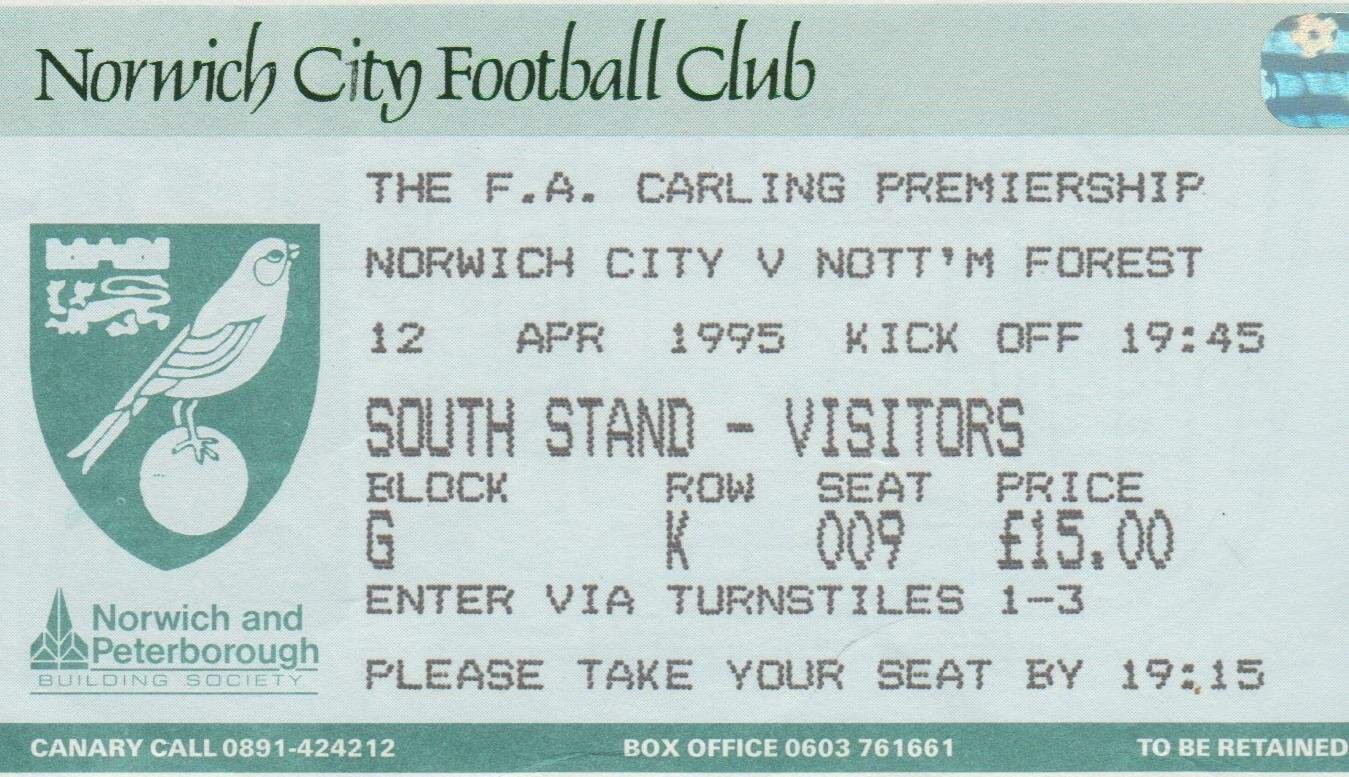 Norwich City Football Club
THE F.A. CARLING PREMIERSHIP
NORWICH CITY V NOTT'M FOREST
12 APR 1995 KICK OFF 19:45
SOUTH STAND - VISITORS
BLOCK ROW SEAT PRICE
G K 009 £15.00
ENTER VIA TURNSTILES 1-3
PLEASE TAKE YOUR SEAT BY 19:15
Norwich and
Peterborough
BUILDING SOCIETY
CANARY CALL 0891-424212 BOX OFFICE 0603 761661 TO BE RETAINED